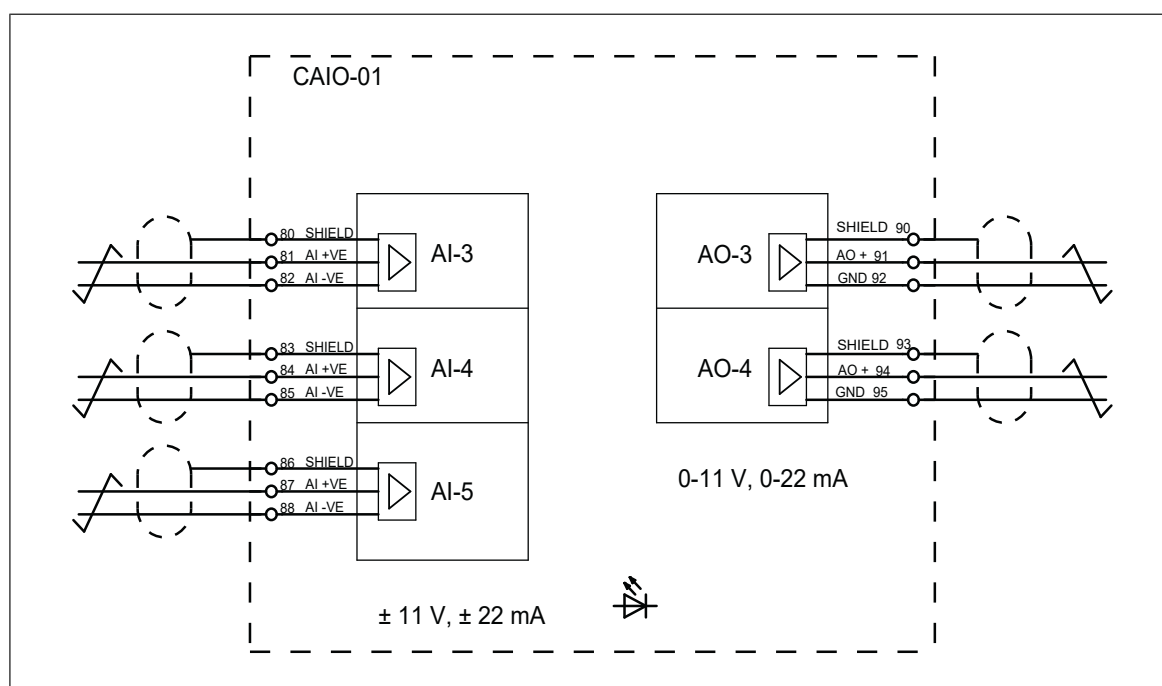 CAIO-01
80 SHIELD
81 AI +VE
82 AI -VE
AI-3
83 SHIELD
84 AI +VE
85 AI -VE
AI-4
86 SHIELD
87 AI +VE
88 AI -VE
AI-5
± 11 V, ± 22 mA
AO-3
SHIELD 90
AO + 91
GND 92
AO-4
SHIELD 93
AO + 94
GND 95
0-11 V, 0-22 mA